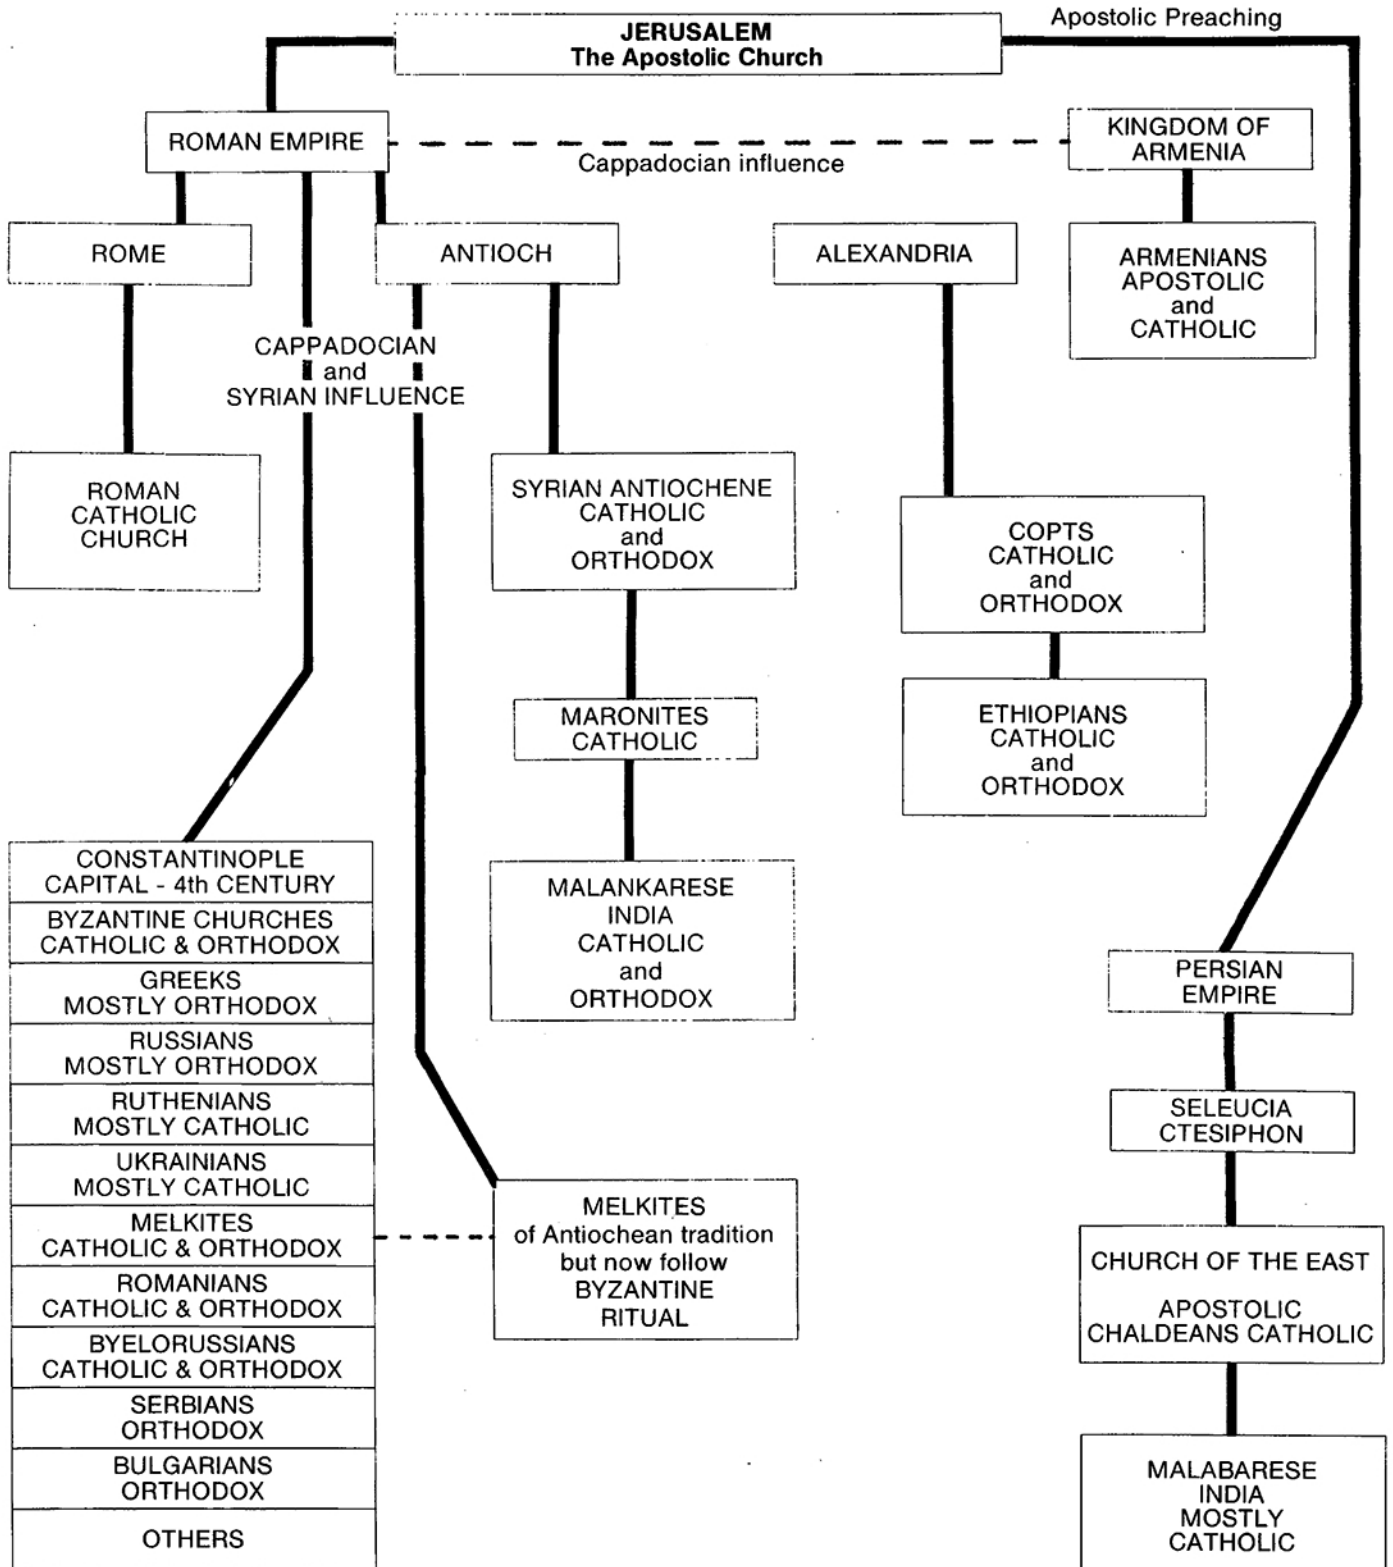 Apostolic Preaching
JERUSALEM
The Apostolic Church
ROMAN EMPIRE
Cappadocian influence
KINGDOM OF
ARMENIA
ROME
ANTIOCH
ALEXANDRIA
ARMENIANS
APOSTOLIC
and
CATHOLIC
CAPPADOCIAN
and
SYRIAN INFLUENCE
ROMAN
CATHOLIC
CHURCH
SYRIAN ANTIOCHENE
CATHOLIC
and
ORTHODOX
COPTS
CATHOLIC
and
ORTHODOX
MARONITES
CATHOLIC
ETHIOPIANS
CATHOLIC
and
ORTHODOX
CONSTANTINOPLE
CAPITAL - 4th CENTURY
BYZANTINE CHURCHES
CATHOLIC & ORTHODOX
GREEKS
MOSTLY ORTHODOX
RUSSIANS
MOSTLY ORTHODOX
RUTHENIANS
MOSTLY CATHOLIC
UKRAINIANS
MOSTLY CATHOLIC
MELKITES
CATHOLIC & ORTHODOX
ROMANIANS
CATHOLIC & ORTHODOX
BYELORUSSIANS
CATHOLIC & ORTHODOX
SERBIANS
ORTHODOX
BULGARIANS
ORTHODOX
OTHERS
MALANKARESE
INDIA
CATHOLIC
and
ORTHODOX
MELKITES
of Antiochean tradition
but now follow
BYZANTINE
RITUAL
PERSIAN
EMPIRE
SELEUCIA
CTESIPHON
CHURCH OF THE EAST
APOSTOLIC
CHALDEANS CATHOLIC
MALABARESE
INDIA
MOSTLY
CATHOLIC